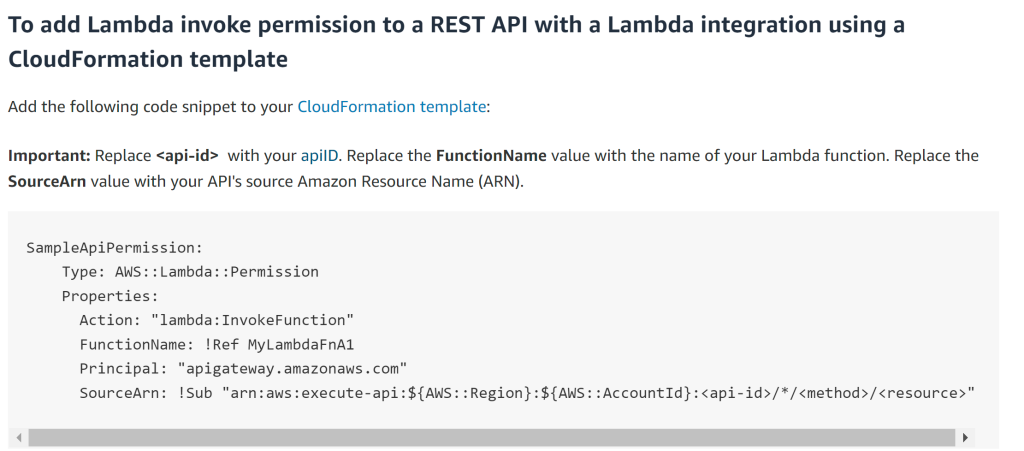 To add Lambda invoke permission to a REST API with a Lambda integration using a
CloudFormation template
Add the following code snippet to your CloudFormation template:
Important: Replace <api-id>  with your apiID. Replace the FunctionName value with the name of your Lambda function. Replace the
SourceArn value with your API's source Amazon Resource Name (ARN).
SampleApiPermission:
    Type: AWS::Lambda::Permission
    Properties:
      Action: "lambda:InvokeFunction"
      FunctionName: !Ref MyLambdaFnA1
      Principal: "apigateway.amazonaws.com"
      SourceArn: !Sub "arn:aws:execute-api:${AWS::Region}:${AWS::AccountId}:<api-id>/*/<method>/<resource>"